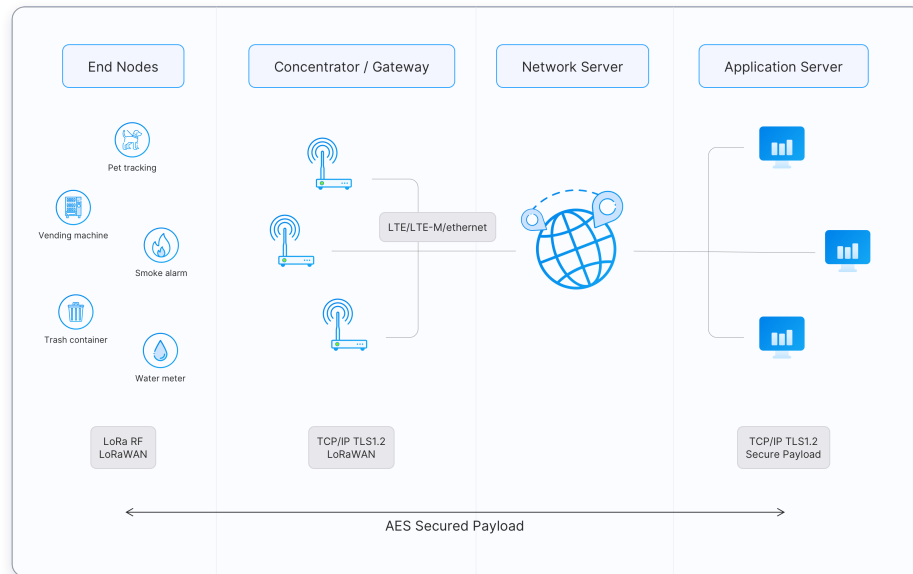 End Nodes
Concentrator / Gateway
Network Server
Application Server
Pet tracking
Vending machine
Smoke alarm
Trash container
Water meter
LTE/LTE-M/ethernet
LoRa RF
LoRaWAN
TCP/IP TLS1.2
LoRaWAN
TCP/IP TLS1.2
Secure Payload
AES Secured Payload